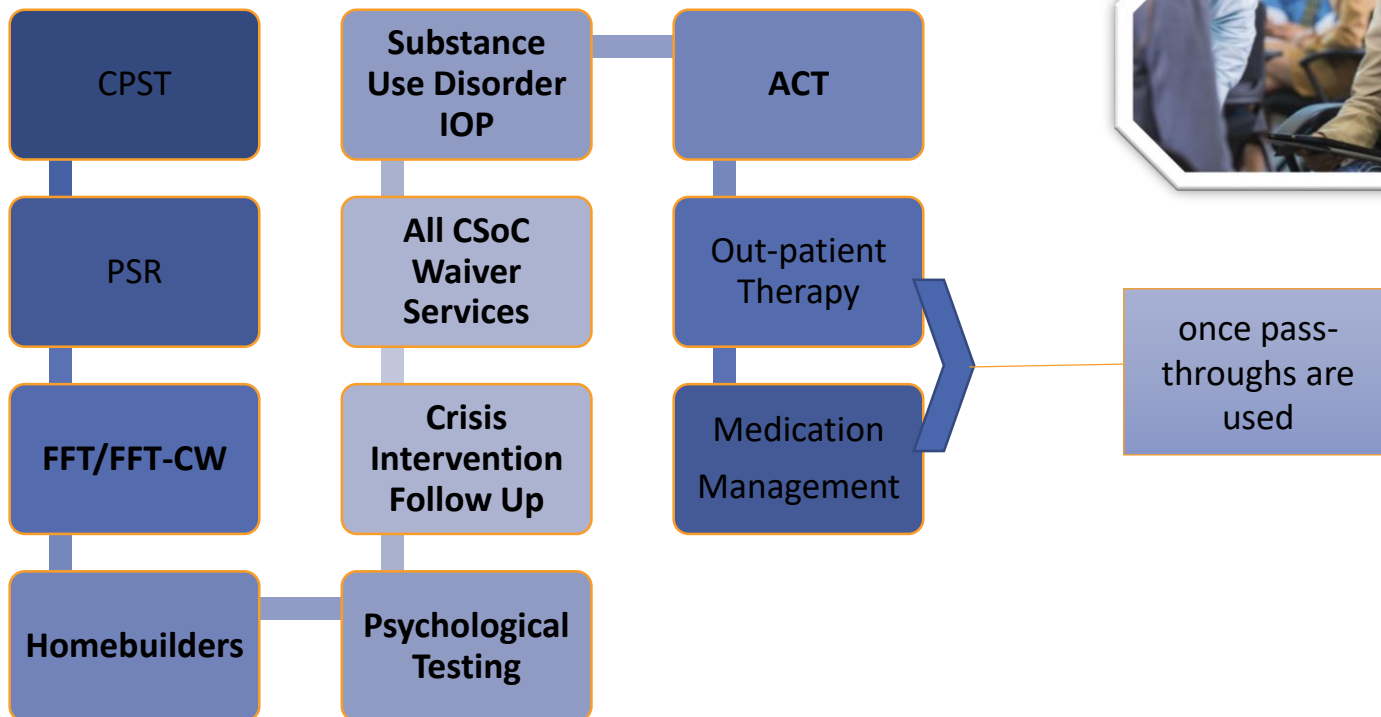 CPST
PSR
FFT/FFT-CW
Homebuilders
Psychological
Testing
Crisis
Intervention
Follow Up
All CSoC
Waiver
Services
Substance
Use Disorder
IOP
ACT
Out-patient
Therapy
Medication
Management
once pass-
throughs are
used